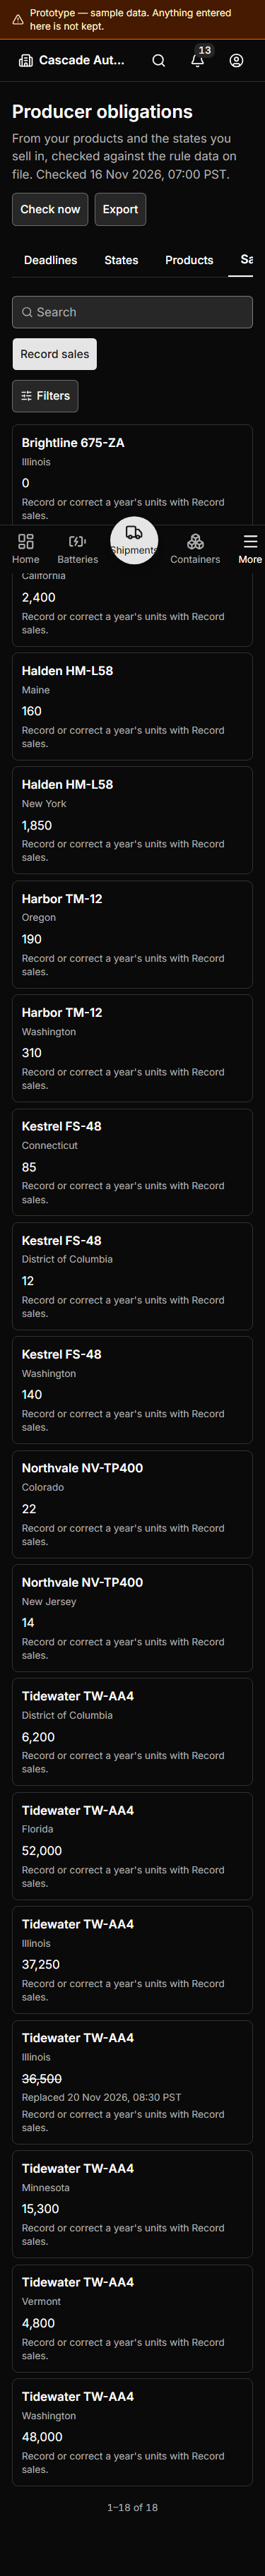 Prototype — sample data. Anything entered
here is not kept.
Cascade Aut...
13
Producer obligations
From your products and the states you
sell in, checked against the rule data on
file. Checked 16 Nov 2026, 07:00 PST.
Check now
Export
Deadlines
States
Products
Sa
Search
Record sales
Filters
Brightline 675-ZA
Illinois
0
Record or correct a year's units with Record
sales.
Home
Batteries
Shipments
Containers
More
California
2,400
Record or correct a year's units with Record
sales.
Halden HM-L58
Maine
160
Record or correct a year's units with Record
sales.
Halden HM-L58
New York
1,850
Record or correct a year's units with Record
sales.
Harbor TM-12
Oregon
190
Record or correct a year's units with Record
sales.
Harbor TM-12
Washington
310
Record or correct a year's units with Record
sales.
Kestrel FS-48
Connecticut
85
Record or correct a year's units with Record
sales.
Kestrel FS-48
District of Columbia
12
Record or correct a year's units with Record
sales.
Kestrel FS-48
Washington
140
Record or correct a year's units with Record
sales.
Northvale NV-TP400
Colorado
22
Record or correct a year's units with Record
sales.
Northvale NV-TP400
New Jersey
14
Record or correct a year's units with Record
sales.
Tidewater TW-AA4
District of Columbia
6,200
Record or correct a year's units with Record
sales.
Tidewater TW-AA4
Florida
52,000
Record or correct a year's units with Record
sales.
Tidewater TW-AA4
Illinois
37,250
Record or correct a year's units with Record
sales.
Tidewater TW-AA4
Illinois
36,500
Replaced 20 Nov 2026, 08:30 PST
Record or correct a year's units with Record
sales.
Tidewater TW-AA4
Minnesota
15,300
Record or correct a year's units with Record
sales.
Tidewater TW-AA4
Vermont
4,800
Record or correct a year's units with Record
sales.
Tidewater TW-AA4
Washington
48,000
Record or correct a year's units with Record
sales.
1–18 of 18